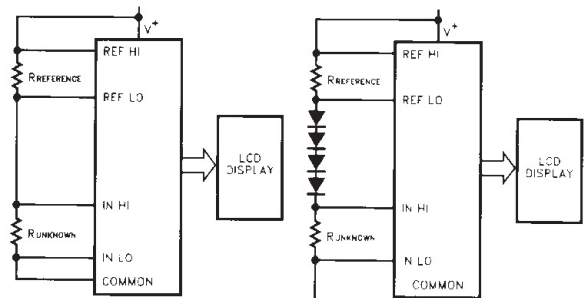 V+
REF HI
RREFERENCE
REF LO
LCD
DISPLAY
IN HI
RUNKNOWN
IN LO
COMMON
V+
REF HI
RREFERENCE
REF LO
LCD
DISPLAY
IN HI
RUNKNOWN
IN LO
COMMON